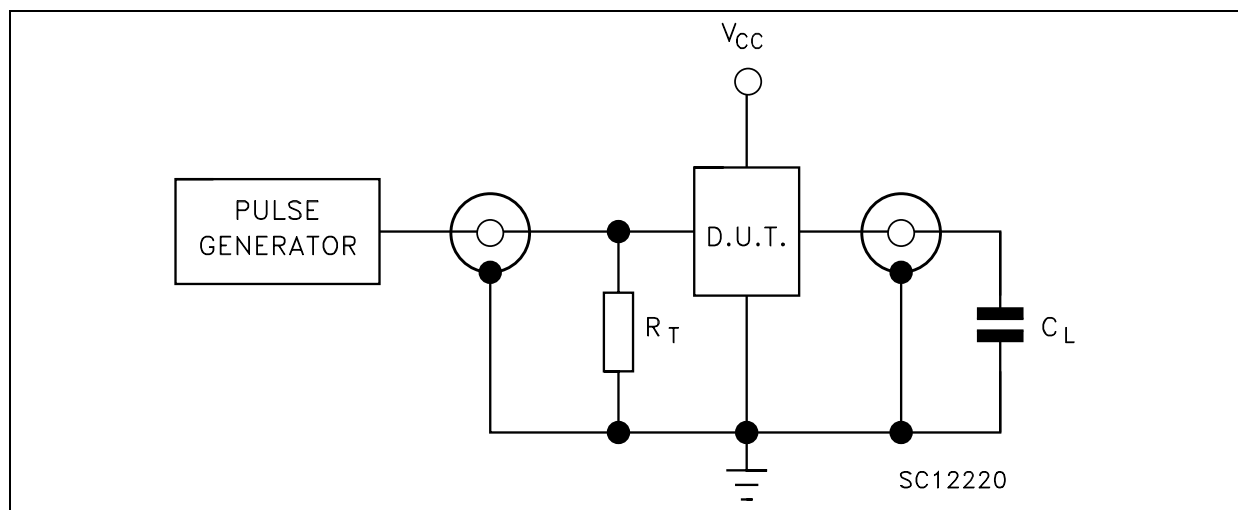 VCC
PULSE
GENERATOR
D.U.T.
RT
CL
SC12220